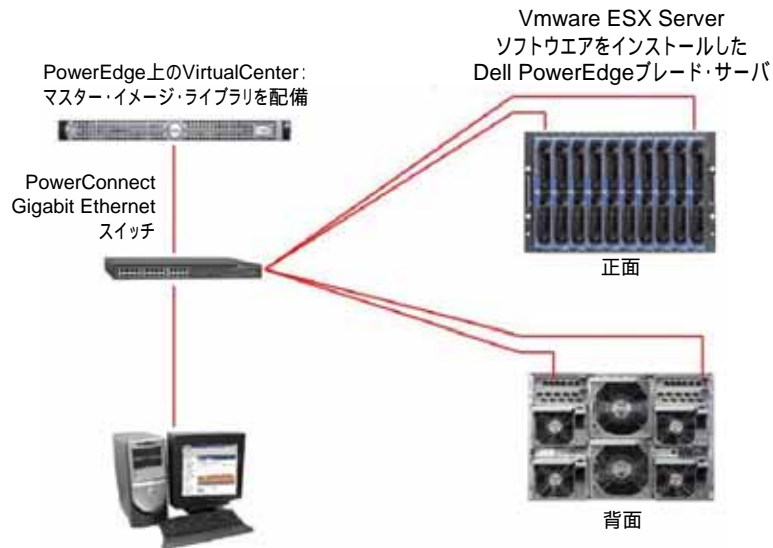 Vmware ESX Server
ソフトウエアをインストールした
Dell PowerEdgeブレード･サーバ
PowerEdge上のVirtualCenter:
マスター･イメージ･ライブラリを配備
PowerConnect
Gigabit Ethernet
スイッチ
正面
背面